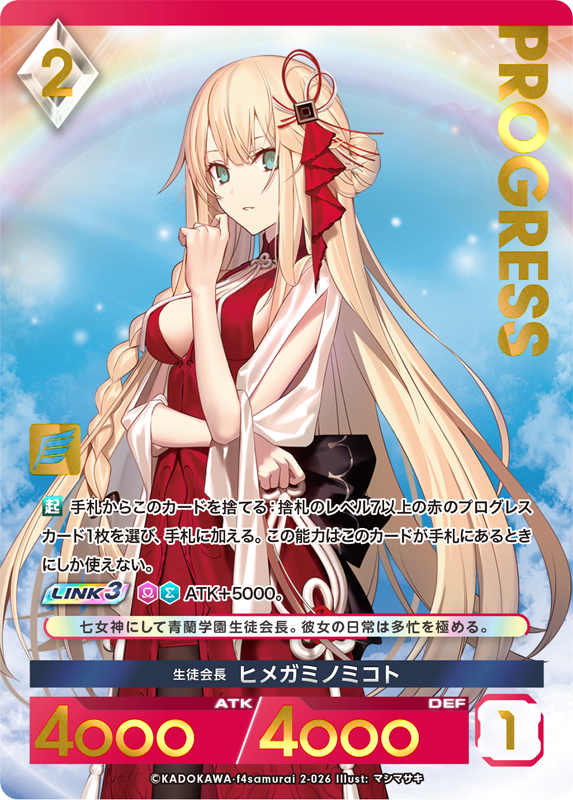 2
PROGRESS
起 手札からこのカードを捨てる:捨札のレベル7以上の赤のプログレス
カード1枚を選び、手札に加える。この能力はこのカードが手札にあるとき
にしか使えない。
LINK3 Ω Σ ATK+5000。
七女神にして青蘭学園生徒会長。彼女の日常は多忙を極める。
生徒会長 ヒメガミノミコト
ATK DEF
4000 / 4000 1
©KADOKAWA・f4samurai 2-026 Illust: マシマサキ